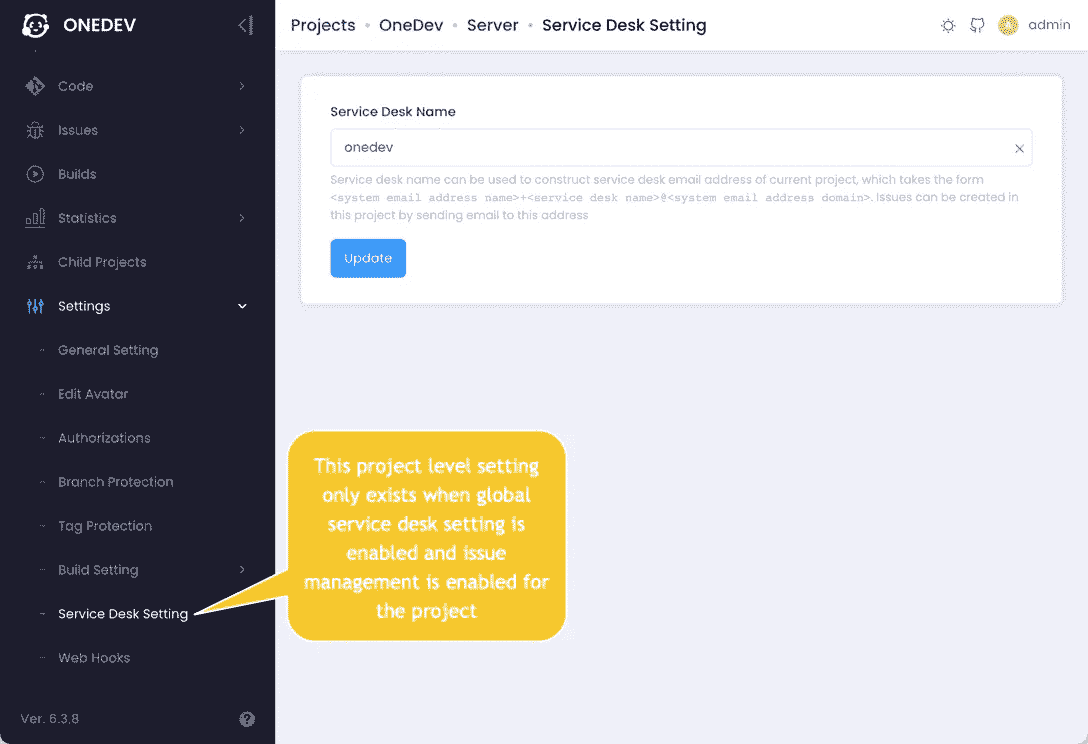 ONEDEV
Projects • OneDev • Server • Service Desk Setting
admin
Code
Issues
Builds
Statistics
Child Projects
Settings
General Setting
Edit Avatar
Authorizations
Branch Protection
Tag Protection
Build Setting
Service Desk Setting
Web Hooks
Ver. 6.3.8
Service Desk Name
onedev
Service desk name can be used to construct service desk email address of current project, which takes the form
<system email address name>+<service desk name>@<system email address domain>. Issues can be created in
this project by sending email to this address
Update
This project level setting
only exists when global
service desk setting is
enabled and issue
management is enabled for
the project